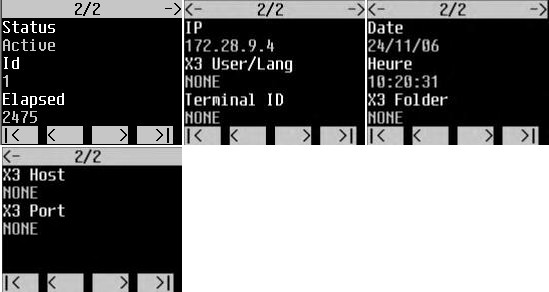 2/2 ->
Status
Active
Id
1
Elapsed
2475
|< < > >|
<- 2/2 ->
IP
172.28.9.4
X3 User/Lang
NONE
Terminal ID
NONE
|< < > >|
<- 2/2 ->
Date
24/11/06
Heure
10:20:31
X3 Folder
NONE
|< < > >|
<- 2/2
X3 Host
NONE
X3 Port
NONE
|< < > >|